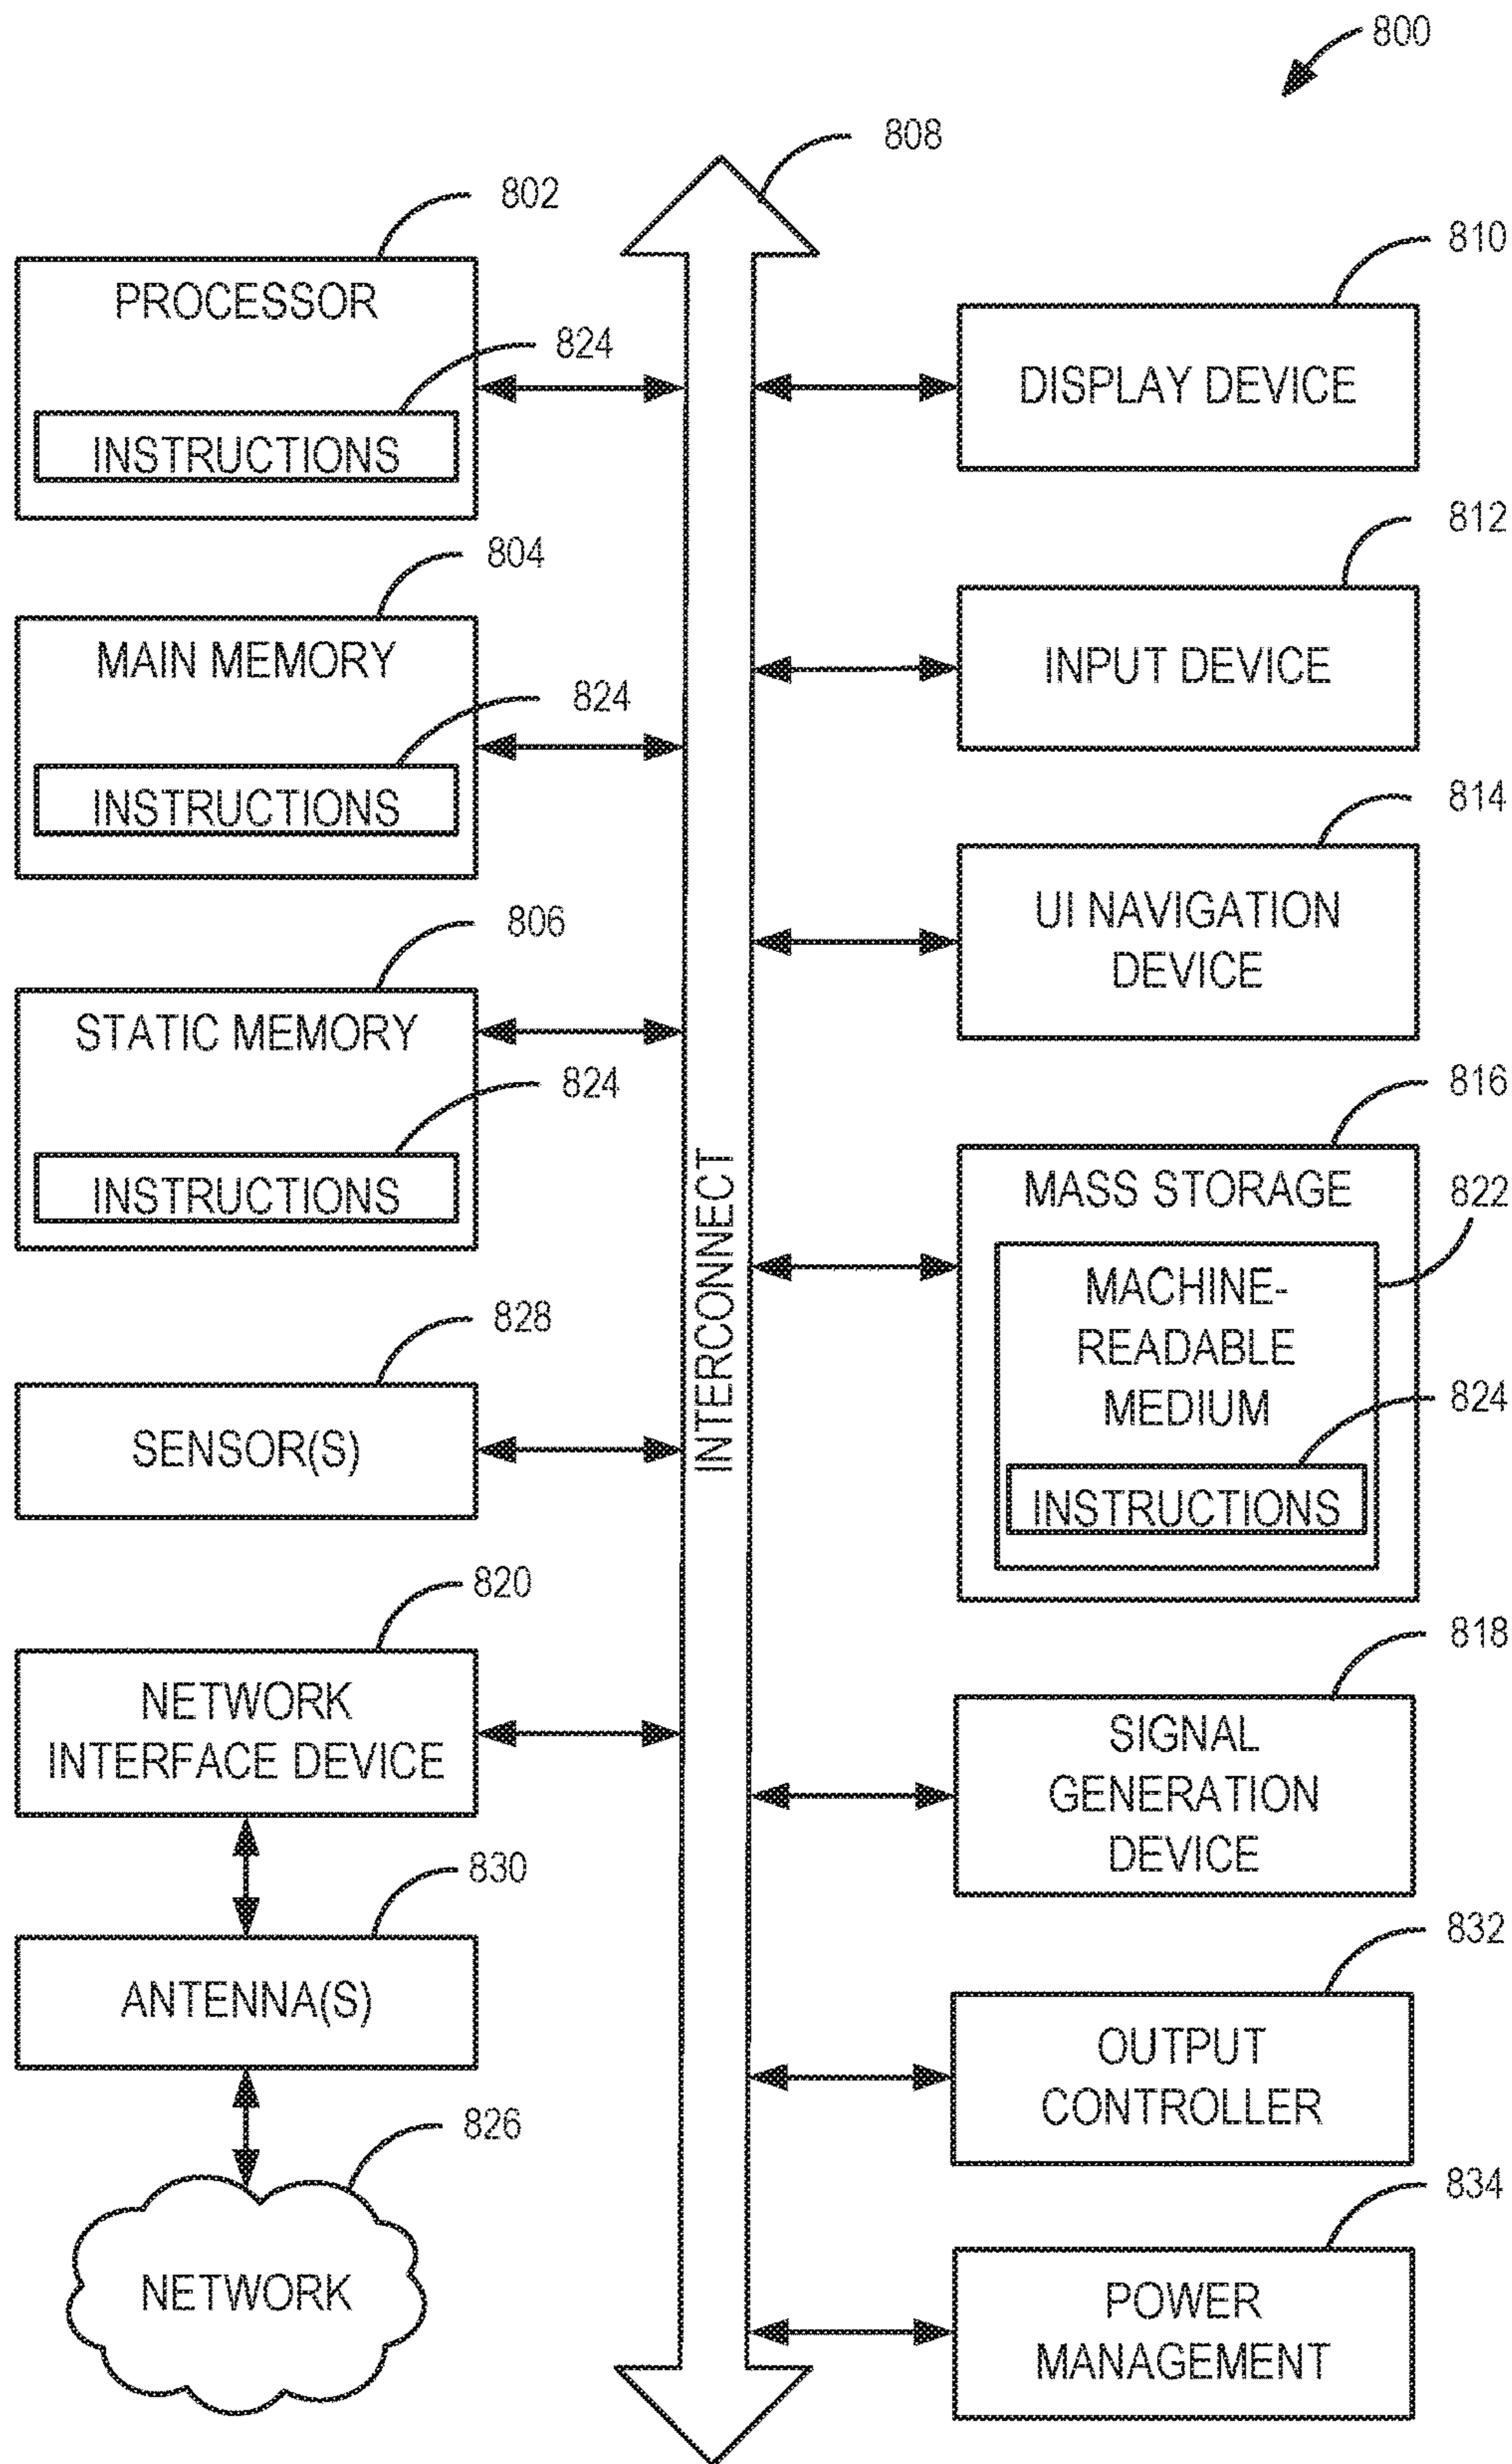 800
808
802
PROCESSOR
824
INSTRUCTIONS
804
MAIN MEMORY
824
INSTRUCTIONS
806
STATIC MEMORY
824
INSTRUCTIONS
828
SENSOR(S)
820
NETWORK
INTERFACE DEVICE
830
ANTENNA(S)
826
NETWORK
INTERCONNECT
810
DISPLAY DEVICE
812
INPUT DEVICE
814
UI NAVIGATION
DEVICE
816
MASS STORAGE
822
MACHINE-
READABLE
MEDIUM
824
INSTRUCTIONS
818
SIGNAL
GENERATION
DEVICE
832
OUTPUT
CONTROLLER
834
POWER
MANAGEMENT